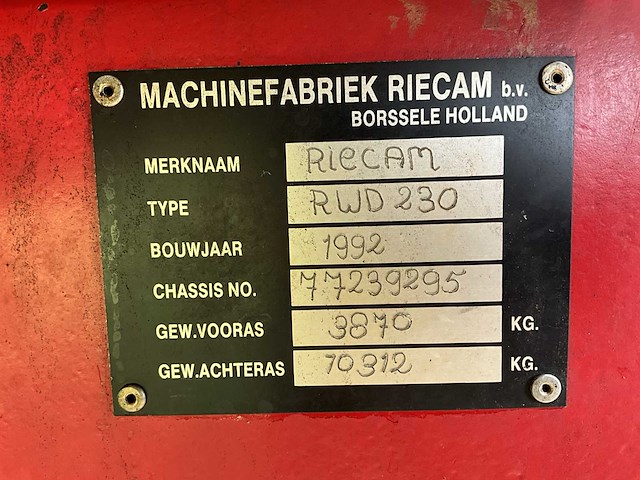 MACHINEFABRIEK RIECAM b.v.
BORSSELE HOLLAND
MERKNAAM RIECAM
TYPE RWD 230
BOUWJAAR 1992
CHASSIS NO. 77239295
GEW.VOORAS 3870 KG.
GEW.ACHTERAS 10312 KG.